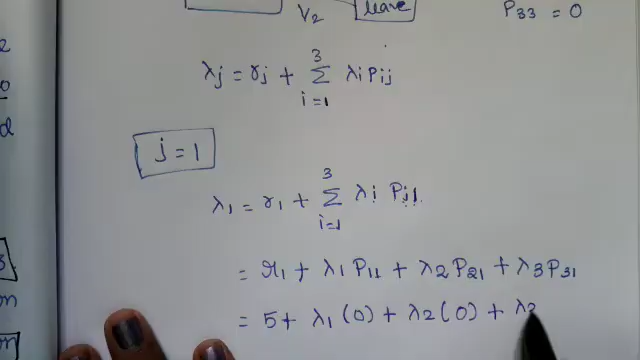 V2 leave P33 = 0
λj = rj + Σ i=1 3 λi Pij
j = 1
λ1 = r1 + Σ i=1 3 λi Pi1
= r1 + λ1 P11 + λ2 P21 + λ3 P31
= 5 + λ1 (0) + λ2 (0) + λ3